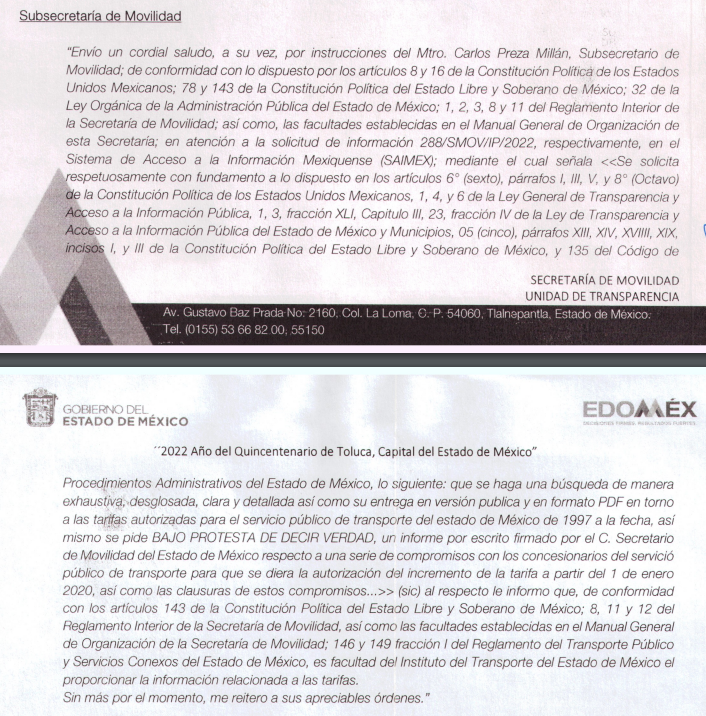 Subsecretaría de Movilidad
"Envío un cordial saludo, a su vez, por instrucciones del Mtro. Carlos Preza Millán, Subsecretario de
Movilidad; de conformidad con lo dispuesto por los artículos 8 y 16 de la Constitución Política de los Estados
Unidos Mexicanos; 78 y 143 de la Constitución Política del Estado Libre y Soberano de México; 32 de la
Ley Orgánica de la Administración Pública del Estado de México; 1, 2, 3, 8 y 11 del Reglamento Interior de
la Secretaría de Movilidad; así como, las facultades establecidas en el Manual General de Organización de
esta Secretaría; en atención a la solicitud de información 288/SMOV/IP/2022, respectivamente, en el
Sistema de Acceso a la Información Mexiquense (SAIMEX); mediante el cual señala <<Se solicita
respetuosamente con fundamento a lo dispuesto en los artículos 6° (sexto), párrafos I, III, V, y 8° (Octavo)
de la Constitución Política de los Estados Unidos Mexicanos, 1, 4, y 6 de la Ley General de Transparencia y
Acceso a la Información Pública, 1, 3, fracción XLI, Capitulo III, 23, fracción IV de la Ley de Transparencia y
Acceso a la Información Pública del Estado de México y Municipios, 05 (cinco), párrafos XIII, XIV, XVIII, XIX,
incisos I, y III de la Constitución Política del Estado Libre y Soberano de México, y 135 del Código de
SECRETARÍA DE MOVILIDAD
UNIDAD DE TRANSPARENCIA
Av. Gustavo Baz Prada No. 2160, Col. La Loma, C. P. 54060, Tlalnepantla, Estado de México.
Tel. (0155) 53 66 82 00, 55150
GOBIERNO DEL
ESTADO DE MÉXICO
EDOMÉX
DECISIONES FIRMES, RESULTADOS FUERTES.
´´2022 Año del Quincentenario de Toluca, Capital del Estado de México"
Procedimientos Administrativos del Estado de México, lo siguiente: que se haga una búsqueda de manera
exhaustiva, desglosada, clara y detallada así como su entrega en versión publica y en formato PDF en torno
a las tarifas autorizadas para el servicio público de transporte del estado de México de 1997 a la fecha, así
mismo se pide BAJO PROTESTA DE DECIR VERDAD, un informe por escrito firmado por el C. Secretario
de Movilidad del Estado de México respecto a una serie de compromisos con los concesionarios del servició
público de transporte para que se diera la autorización del incremento de la tarifa a partir del 1 de enero
2020, así como las clausuras de estos compromisos...>> (sic) al respecto le informo que, de conformidad
con los artículos 143 de la Constitución Política del Estado Libre y Soberano de México; 8, 11 y 12 del
Reglamento Interior de la Secretaría de Movilidad, así como las facultades establecidas en el Manual General
de Organización de la Secretaría de Movilidad; 146 y 149 fracción I del Reglamento del Transporte Público
y Servicios Conexos del Estado de México, es facultad del Instituto del Transporte del Estado de México el
proporcionar la información relacionada a las tarifas.
Sin más por el momento, me reitero a sus apreciables órdenes."